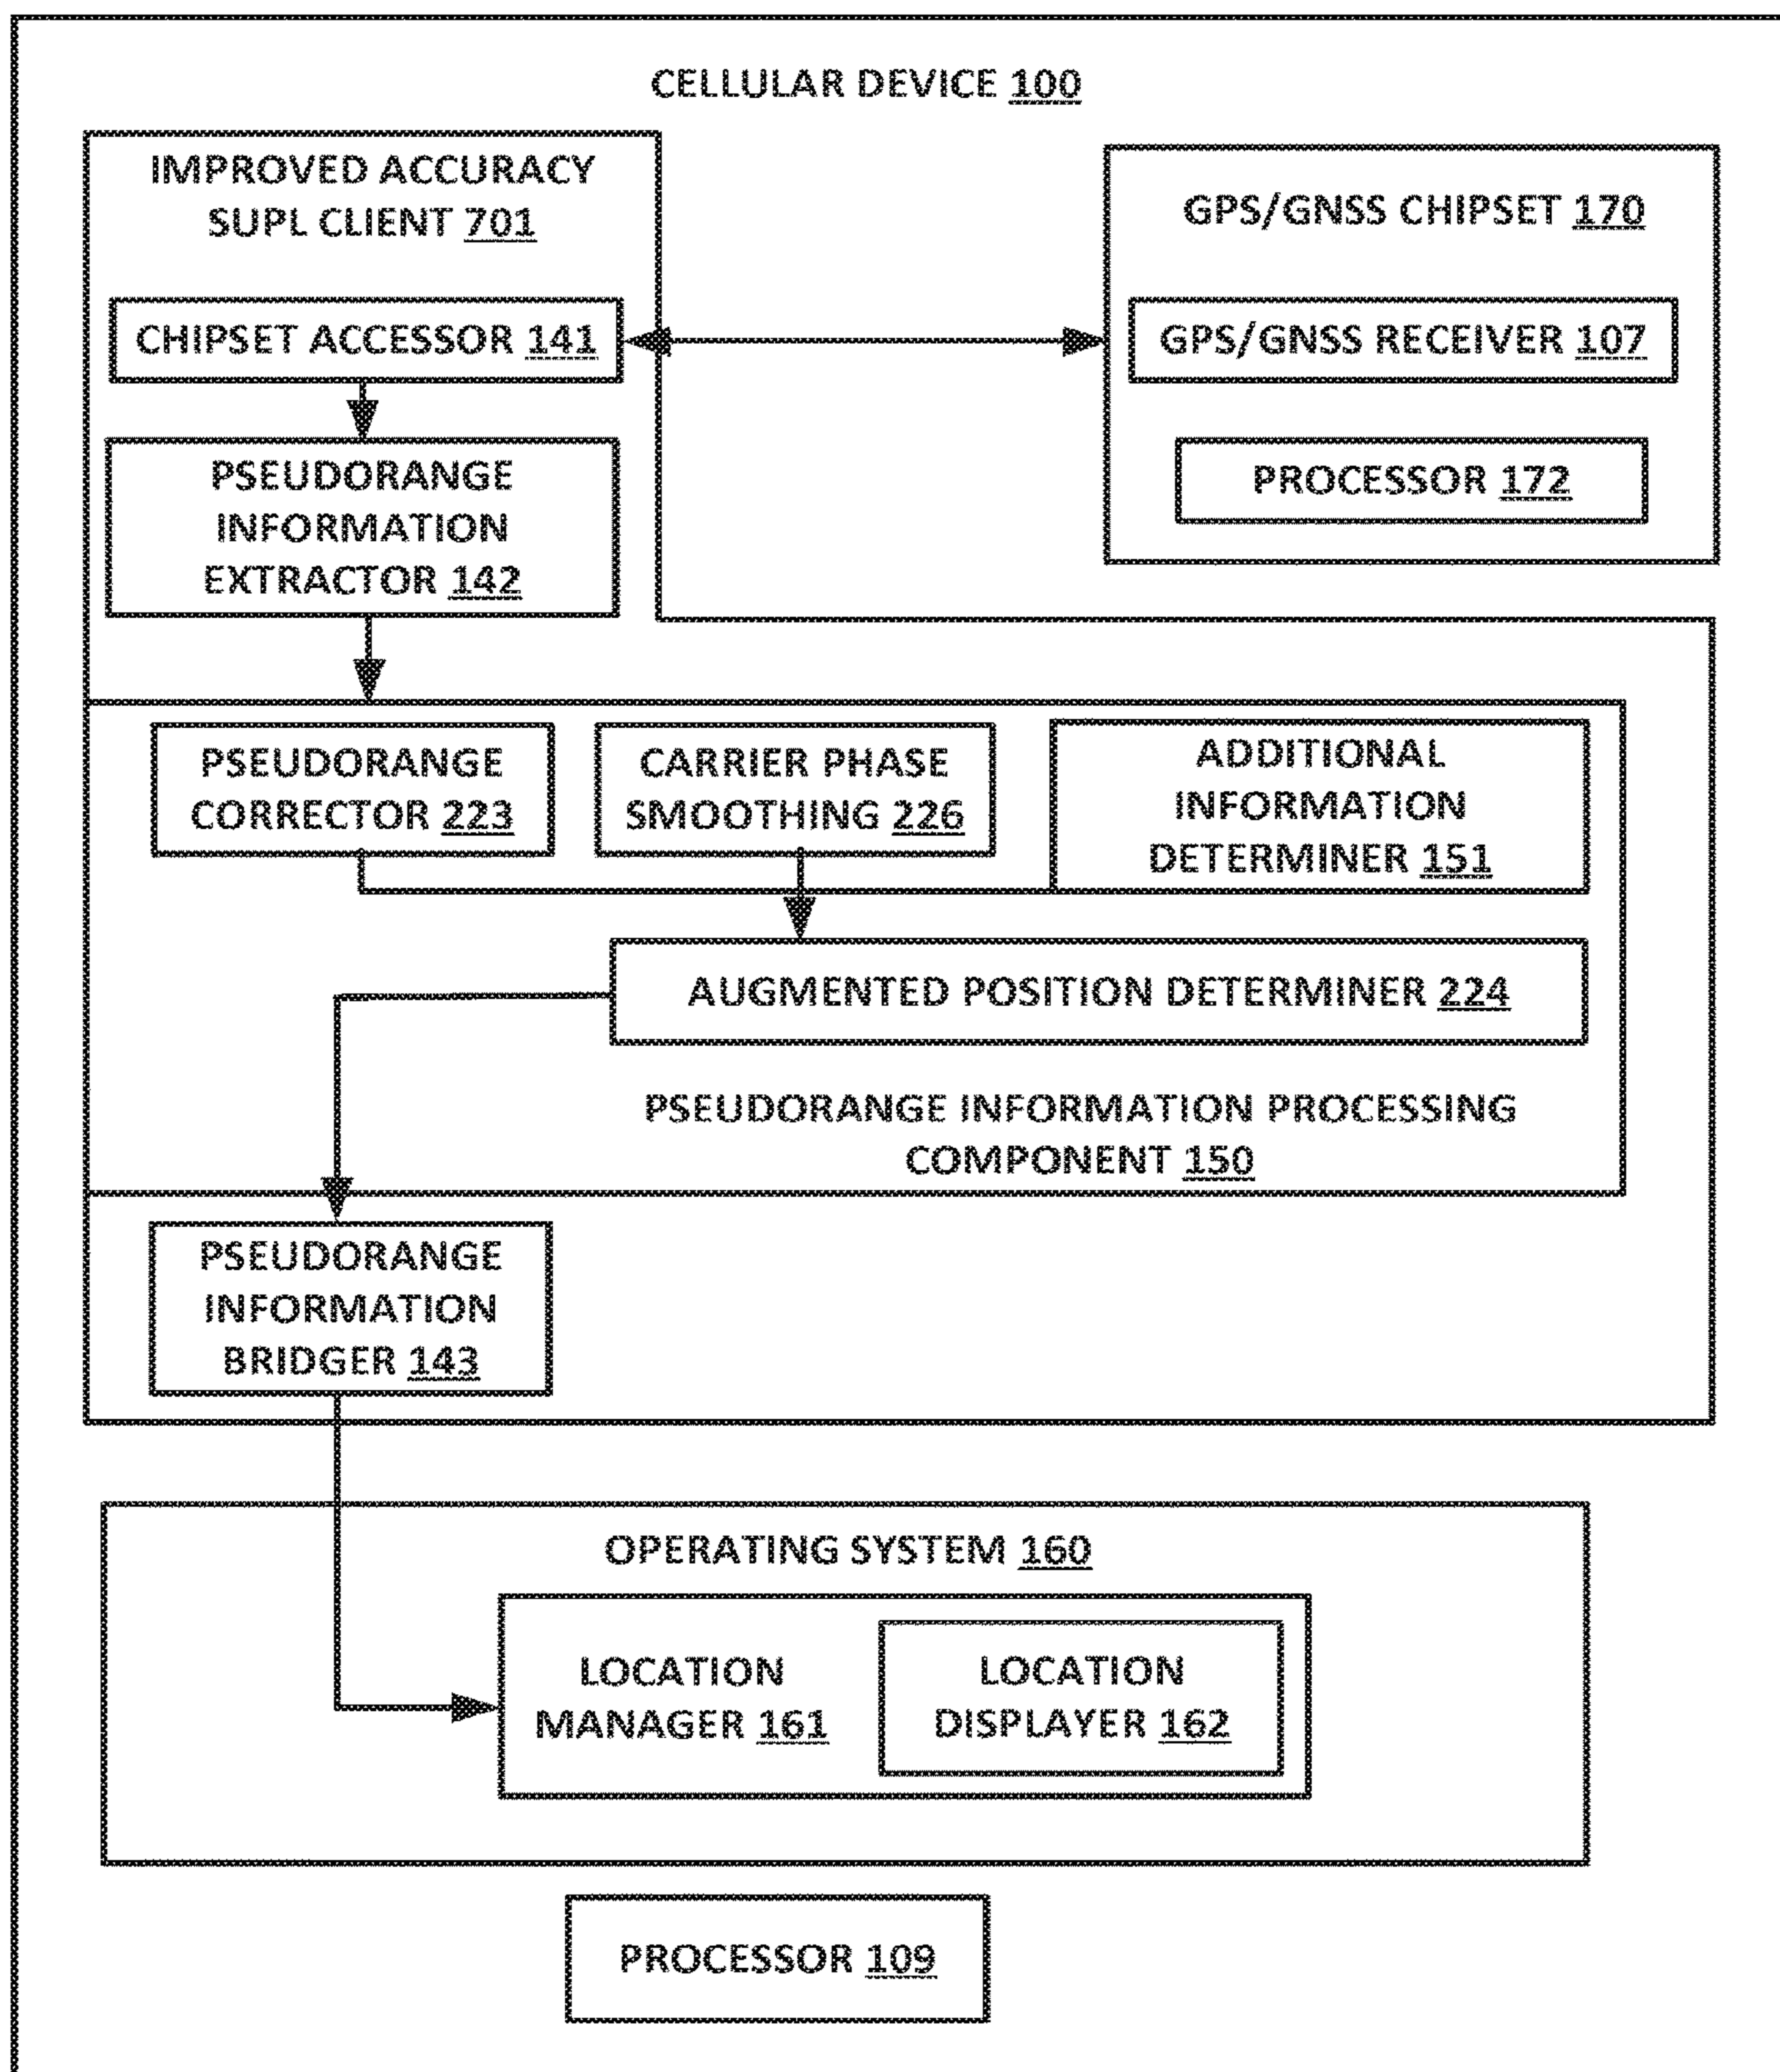 CELLULAR DEVICE 100
IMPROVED ACCURACY
SUPL CLIENT 701
GPS/GNSS CHIPSET 170
CHIPSET ACCESSOR 141
GPS/GNSS RECEIVER 107
PSEUDORANGE
INFORMATION
EXTRACTOR 142
PROCESSOR 172
PSEUDORANGE
CORRECTOR 223
CARRIER PHASE
SMOOTHING 226
ADDITIONAL
INFORMATION
DETERMINER 151
AUGMENTED POSITION DETERMINER 224
PSEUDORANGE INFORMATION PROCESSING
COMPONENT 150
PSEUDORANGE
INFORMATION
BRIDGER 143
OPERATING SYSTEM 160
LOCATION
MANAGER 161
LOCATION
DISPLAYER 162
PROCESSOR 109